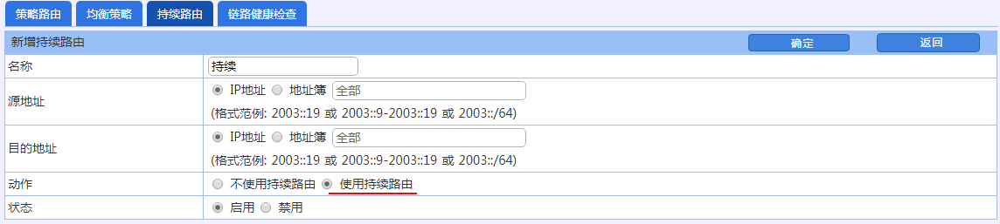 策略路由 均衡策略 持续路由 链路健康检查
新增持续路由 确定 返回
名称 持续
源地址 IP地址 地址簿 全部
(格式范例: 2003::19 或 2003::9-2003::19 或 2003::/64)
目的地址 IP地址 地址簿 全部
(格式范例: 2003::19 或 2003::9-2003::19 或 2003::/64)
动作 不使用持续路由 使用持续路由
状态 启用 禁用